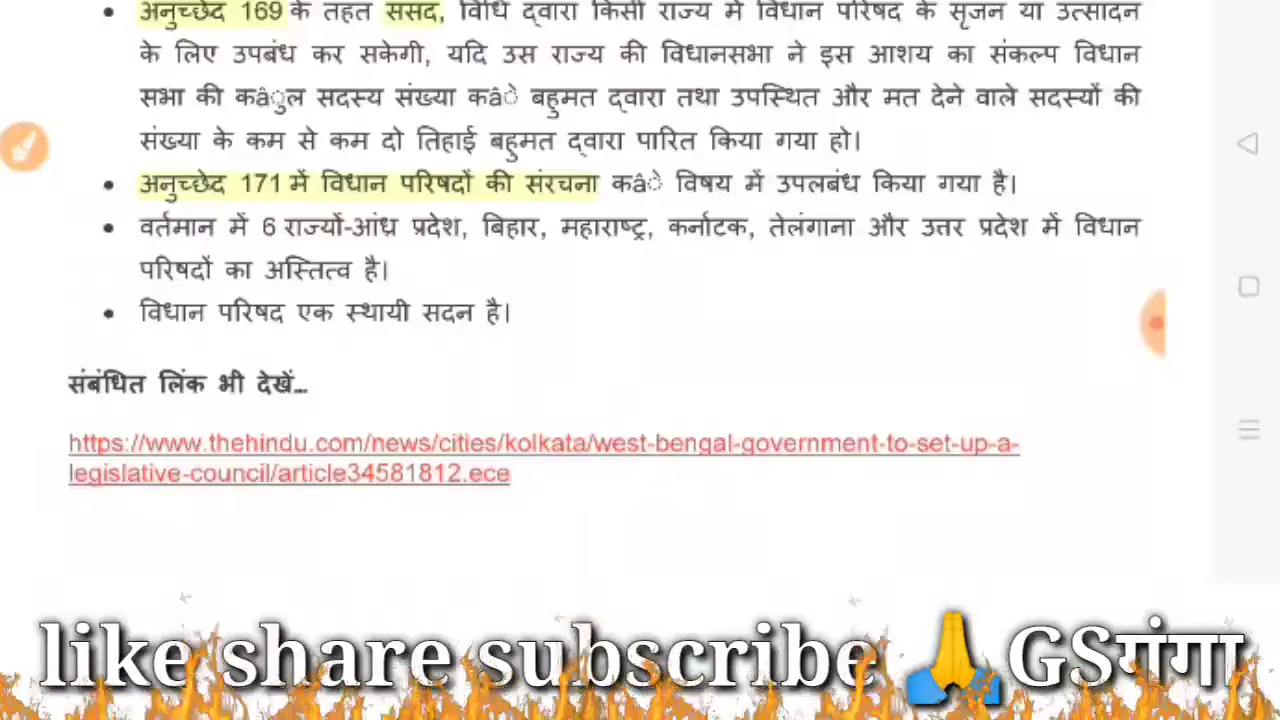 • अनुच्छेद 169 के तहत संसद, विधि द्वारा किसी राज्य में विधान परिषद के सृजन या उत्सादन
के लिए उपबंध कर सकेगी, यदि उस राज्य की विधानसभा ने इस आशय का संकल्प विधान
सभा की कâुल सदस्य संख्या कâे बहुमत द्वारा तथा उपस्थित और मत देने वाले सदस्यों की
संख्या के कम से कम दो तिहाई बहुमत द्वारा पारित किया गया हो।
• अनुच्छेद 171 में विधान परिषदों की संरचना कâे विषय में उपलबंध किया गया है।
• वर्तमान में 6 राज्यों-आंध्र प्रदेश, बिहार, महाराष्ट्र, कर्नाटक, तेलंगाना और उत्तर प्रदेश में विधान
परिषदों का अस्तित्व है।
• विधान परिषद एक स्थायी सदन है।
संबंधित लिंक भी देखें...
https://www.thehindu.com/news/cities/kolkata/west-bengal-government-to-set-up-a-
legislative-council/article34581812.ece
like share subscribe 🙏 GSगंगा